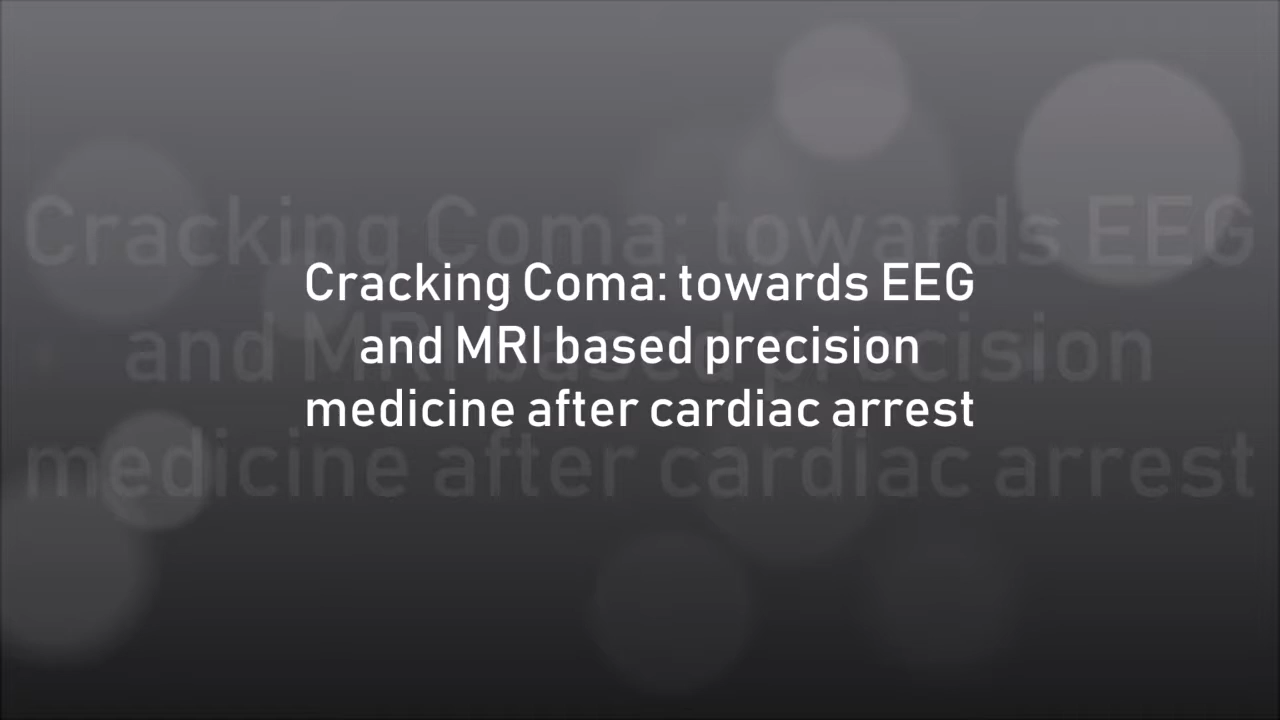 Cracking Coma: towards EEG
and MRI based precision
medicine after cardiac arrest